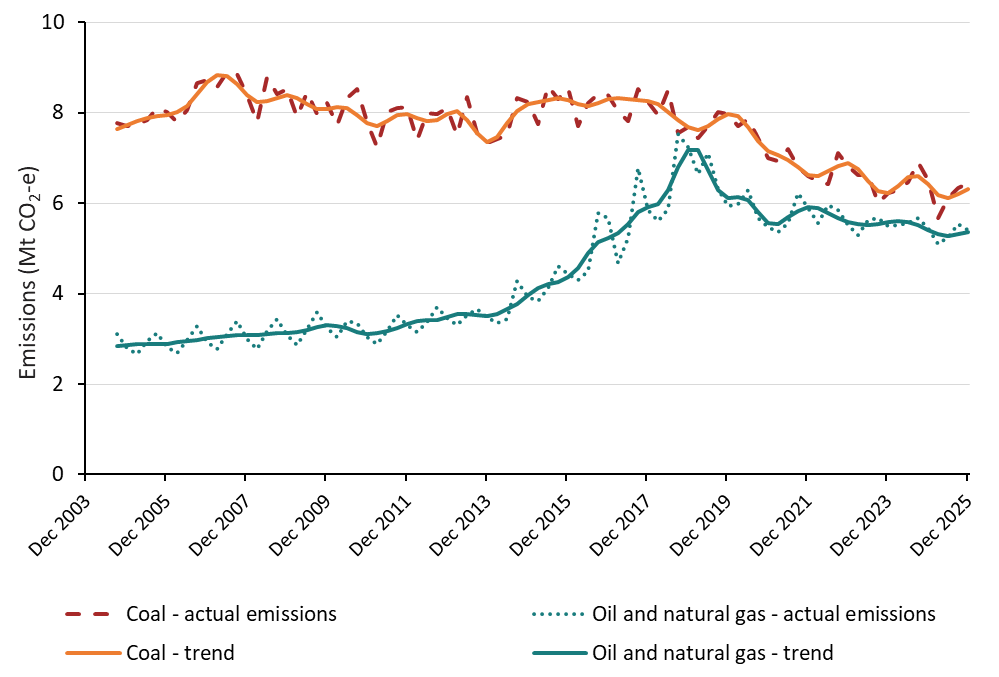 10
8
6
4
2
0
Emissions (Mt CO₂-e)
Dec 2003
Dec 2005
Dec 2007
Dec 2009
Dec 2011
Dec 2013
Dec 2015
Dec 2017
Dec 2019
Dec 2021
Dec 2023
Dec 2025
Coal - actual emissions
Oil and natural gas - actual emissions
Coal - trend
Oil and natural gas - trend